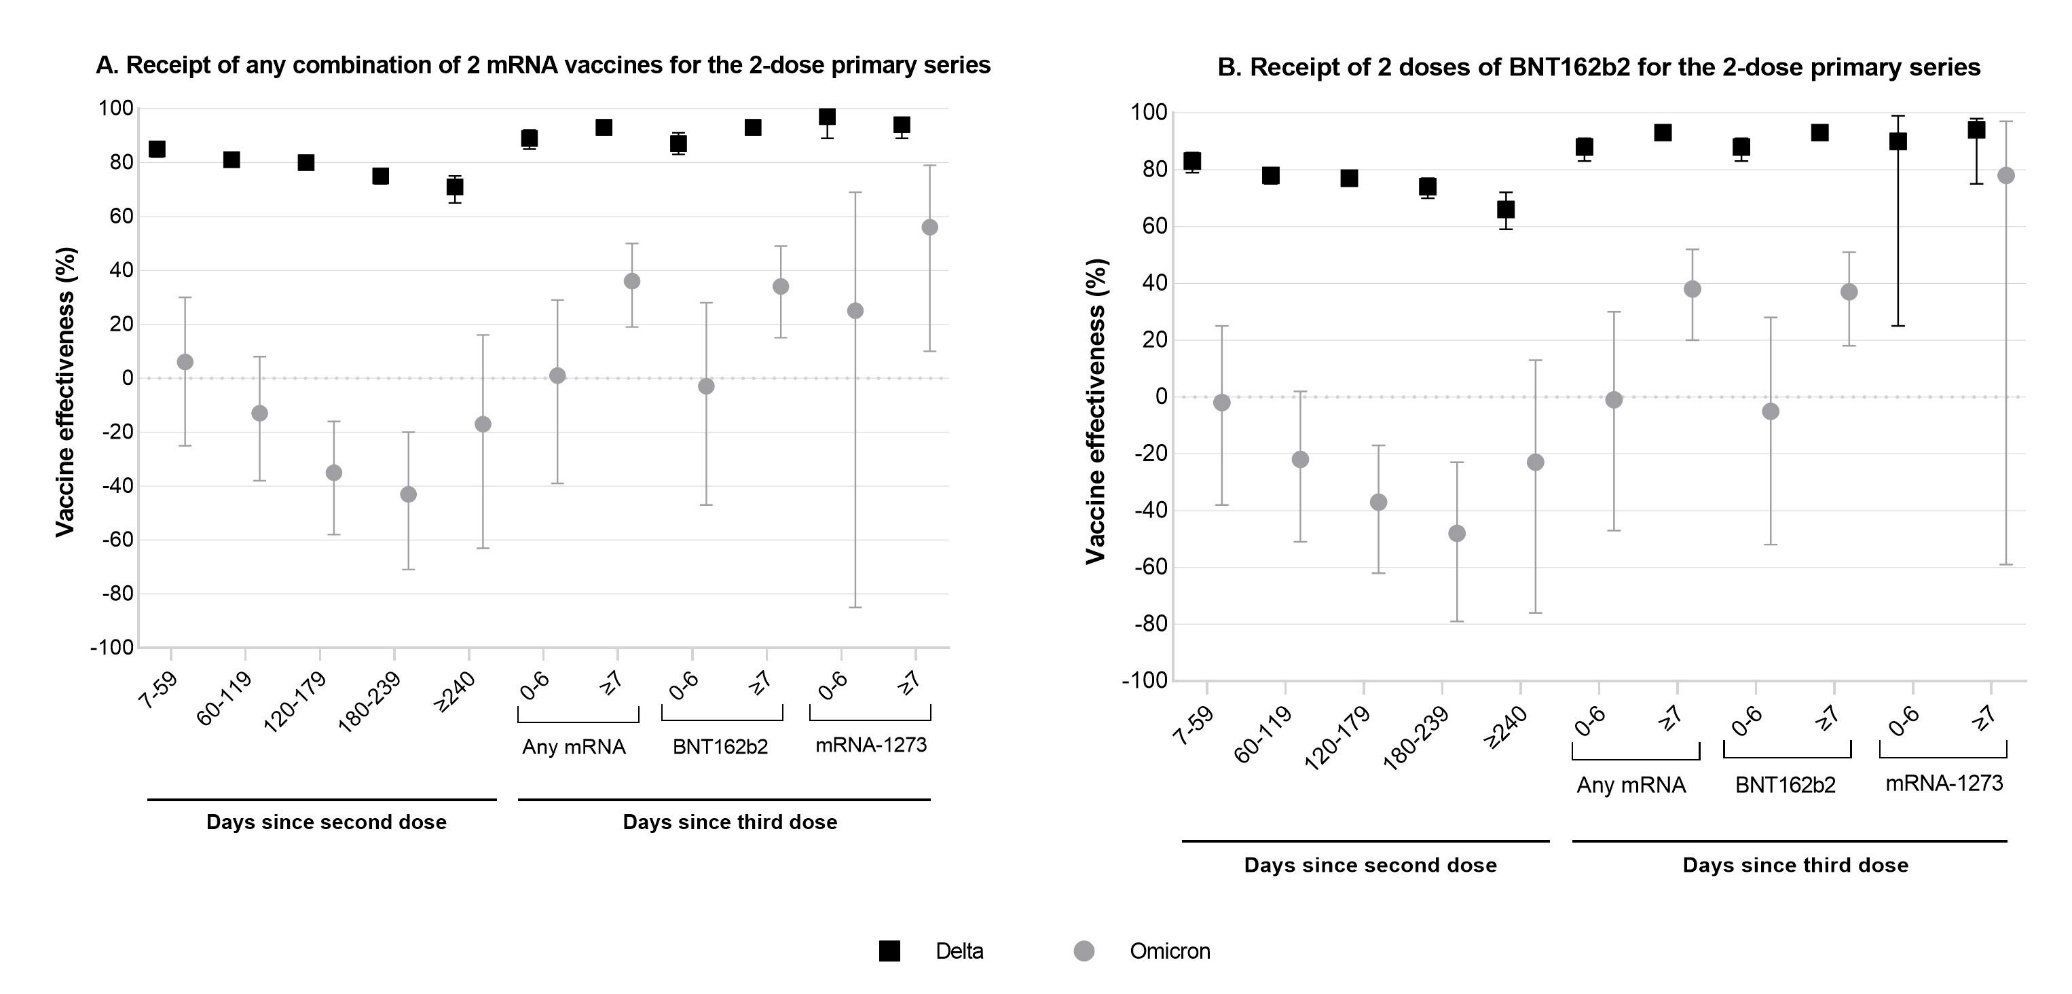 A. Receipt of any combination of 2 mRNA vaccines for the 2-dose primary series
Vaccine effectiveness (%)
100
80
60
40
20
0
-20
-40
-60
-80
-100
7-59
60-119
120-179
180-239
≥240
0-6
≥7
0-6
≥7
0-6
≥7
Any mRNA
BNT162b2
mRNA-1273
Days since second dose
Days since third dose
B. Receipt of 2 doses of BNT162b2 for the 2-dose primary series
Vaccine effectiveness (%)
100
80
60
40
20
0
-20
-40
-60
-80
-100
7-59
60-119
120-179
180-239
≥240
0-6
≥7
0-6
≥7
0-6
≥7
Any mRNA
BNT162b2
mRNA-1273
Days since second dose
Days since third dose
Delta
Omicron